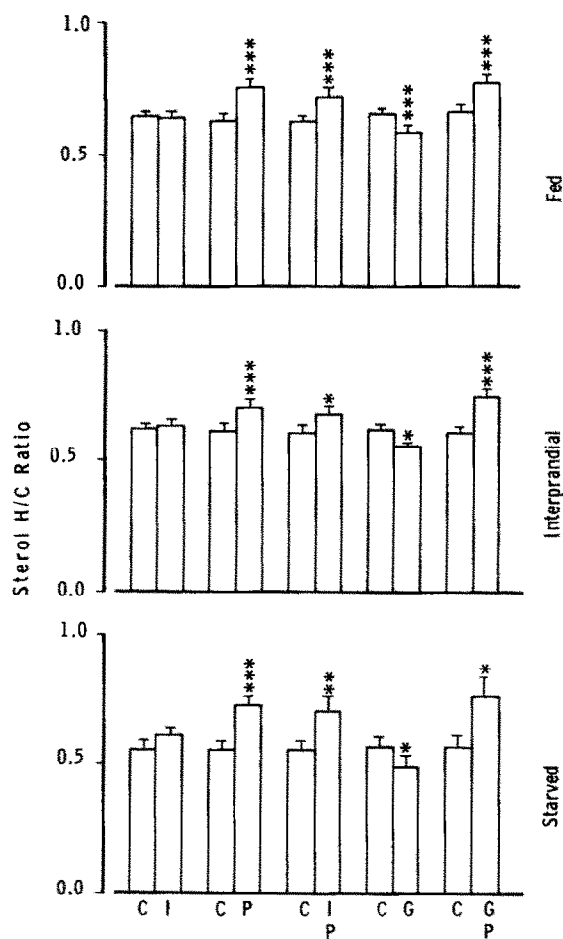 1.0
0.5
0.0
*** *** *** ***
Fed
1.0
0.5
0.0
*** * * ***
Interprandial
Sterol H/C Ratio
1.0
0.5
0.0
*** ** * *
Starved
C I C P C I C G C G
P P